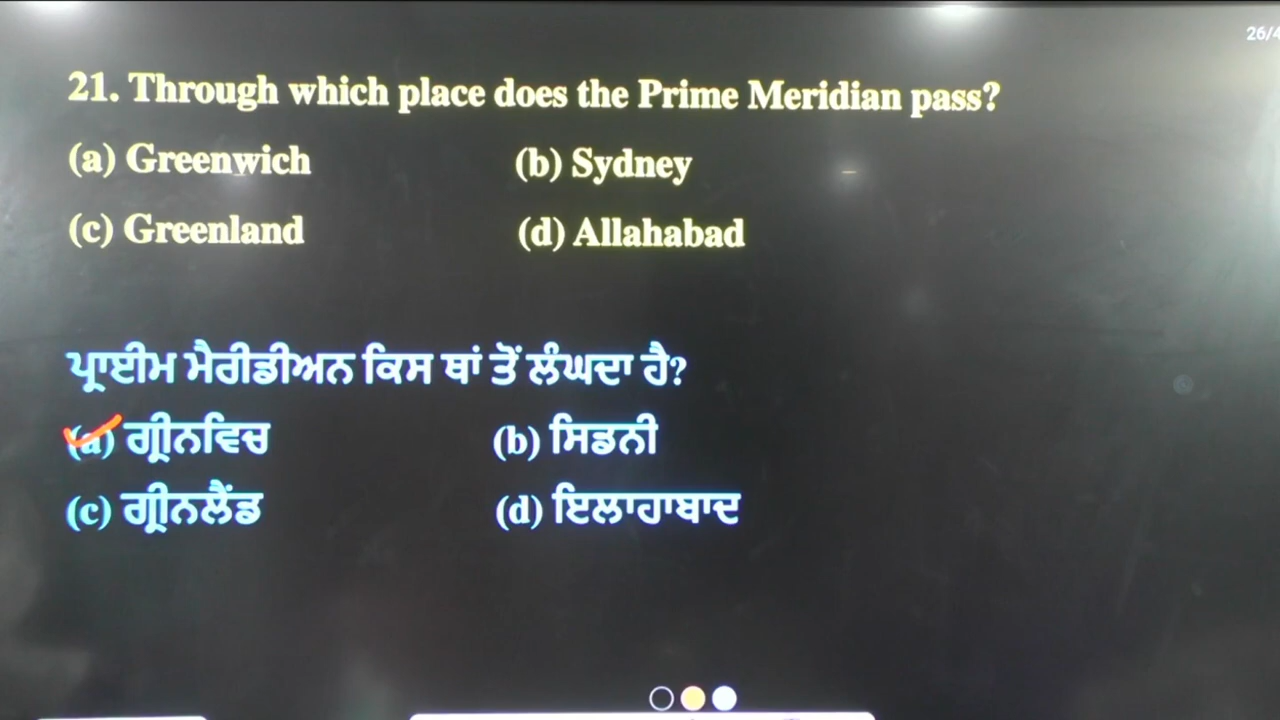 21. Through which place does the Prime Meridian pass?
(a) Greenwich (b) Sydney
(c) Greenland (d) Allahabad
ਪ੍ਰਾਈਮ ਮੈਰੀਡੀਅਨ ਕਿਸ ਥਾਂ ਤੋਂ ਲੰਘਦਾ ਹੈ?
(a) ਗ੍ਰੀਨਵਿਚ (b) ਸਿਡਨੀ
(c) ਗ੍ਰੀਨਲੈਂਡ (d) ਇਲਾਹਾਬਾਦ